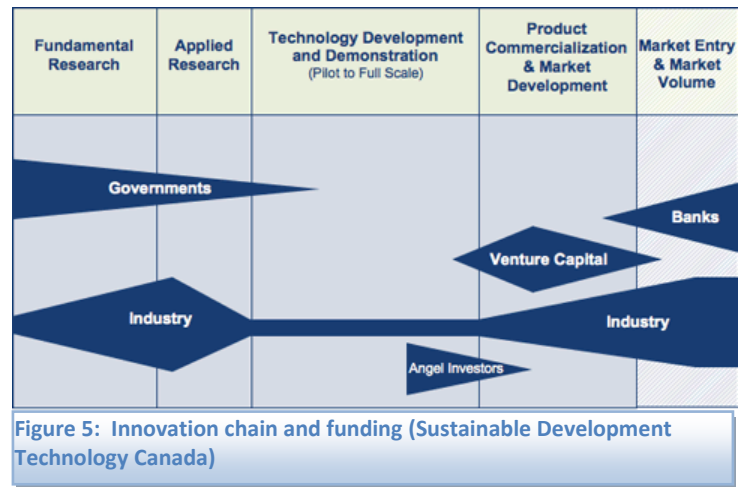 Fundamental
Research
Applied
Research
Technology Development
and Demonstration
(Pilot to Full Scale)
Product
Commercialization
& Market
Development
Market Entry
& Market
Volume
Governments
Banks
Venture Capital
Industry
Industry
Angel Investors
Figure 5: Innovation chain and funding (Sustainable Development
Technology Canada)